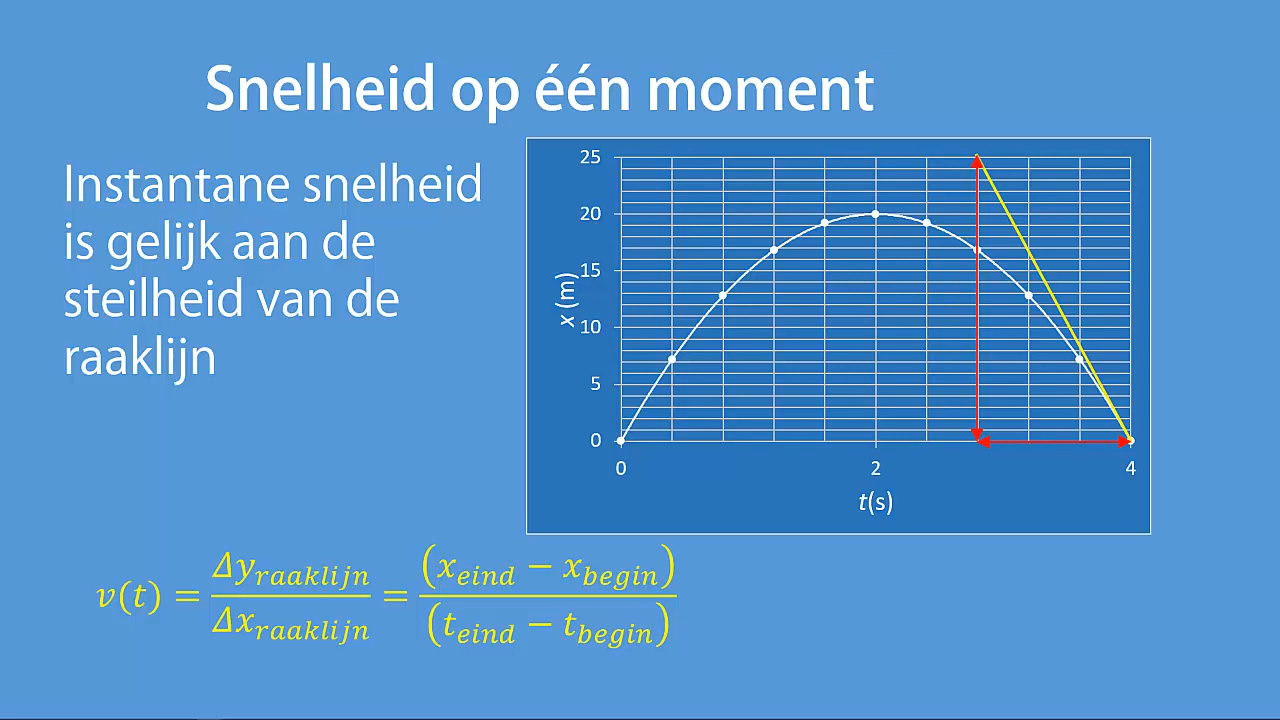 Snelheid op één moment
Instantane snelheid
is gelijk aan de
steilheid van de
raaklijn
25
20
15
10
5
0
x (m)
0 2 4
t(s)
v(t) = Δy_raaklijn / Δx_raaklijn = (x_eind − x_begin) / (t_eind − t_begin)